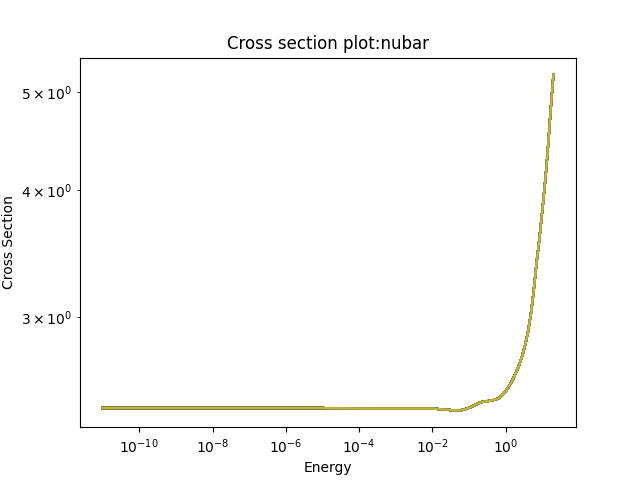 Cross section plot:nubar
Cross Section
5 × 10⁰
4 × 10⁰
3 × 10⁰
10⁻¹⁰ 10⁻⁸ 10⁻⁶ 10⁻⁴ 10⁻² 10⁰
Energy